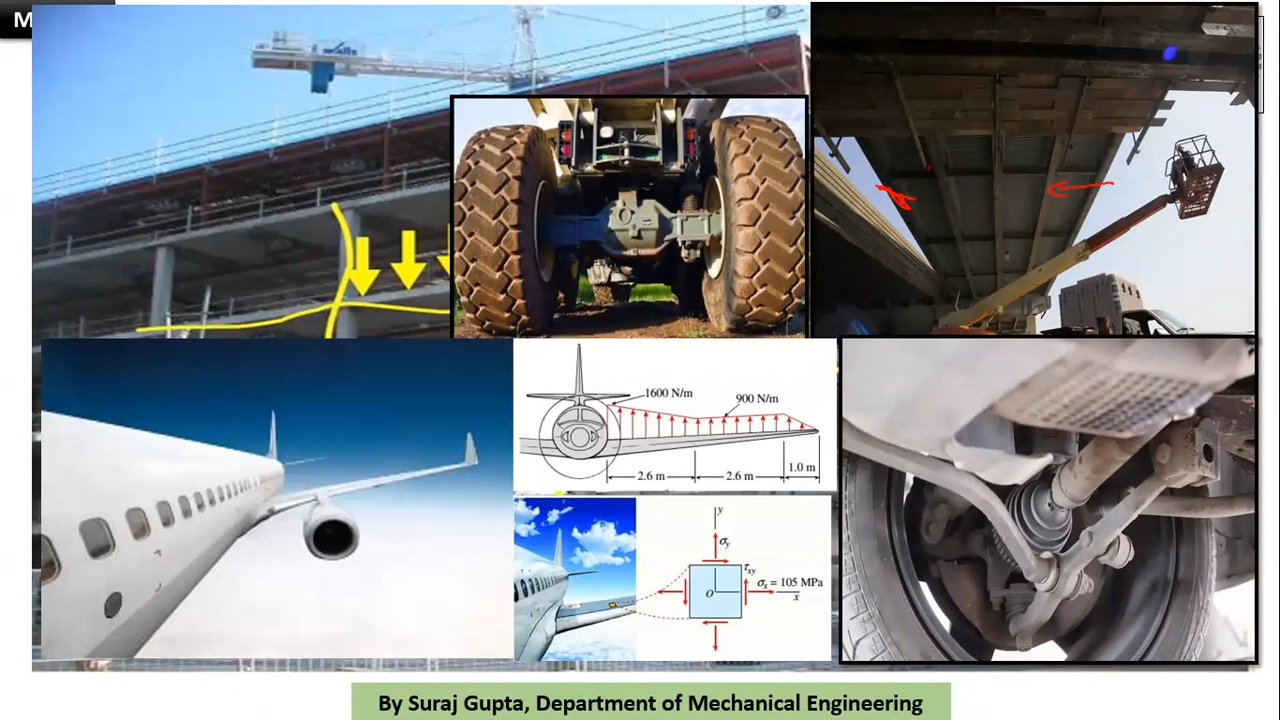 M
1600 N/m
900 N/m
2.6 m
2.6 m
1.0 m
y
σy
τxy
σx = 105 MPa
O
x
By Suraj Gupta, Department of Mechanical Engineering